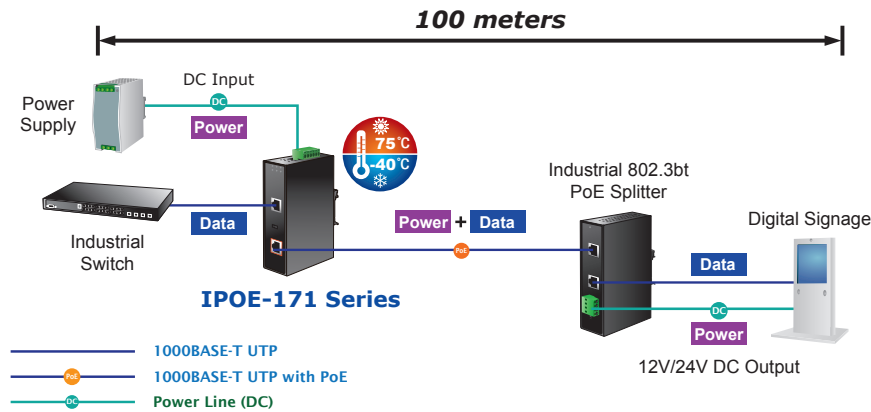 100 meters
DC Input
DC
Power
Power
Supply
75°C
-40°C
Industrial
Switch
Data
IPOE-171 Series
Power + Data
PoE
Industrial 802.3bt
PoE Splitter
Digital Signage
Data
DC
Power
12V/24V DC Output
1000BASE-T UTP
PoE
1000BASE-T UTP with PoE
DC
Power Line (DC)